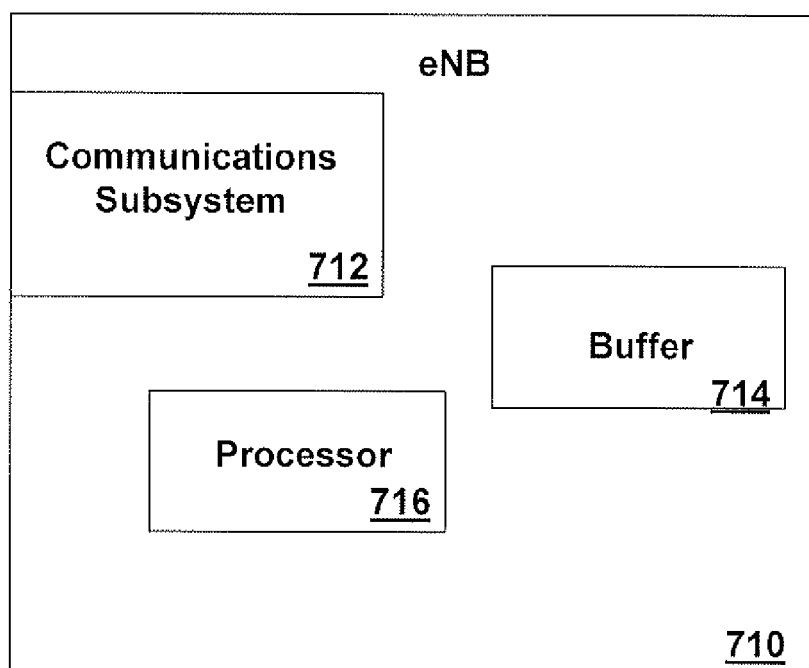 eNB
Communications
Subsystem
712
Buffer
714
Processor
716
710